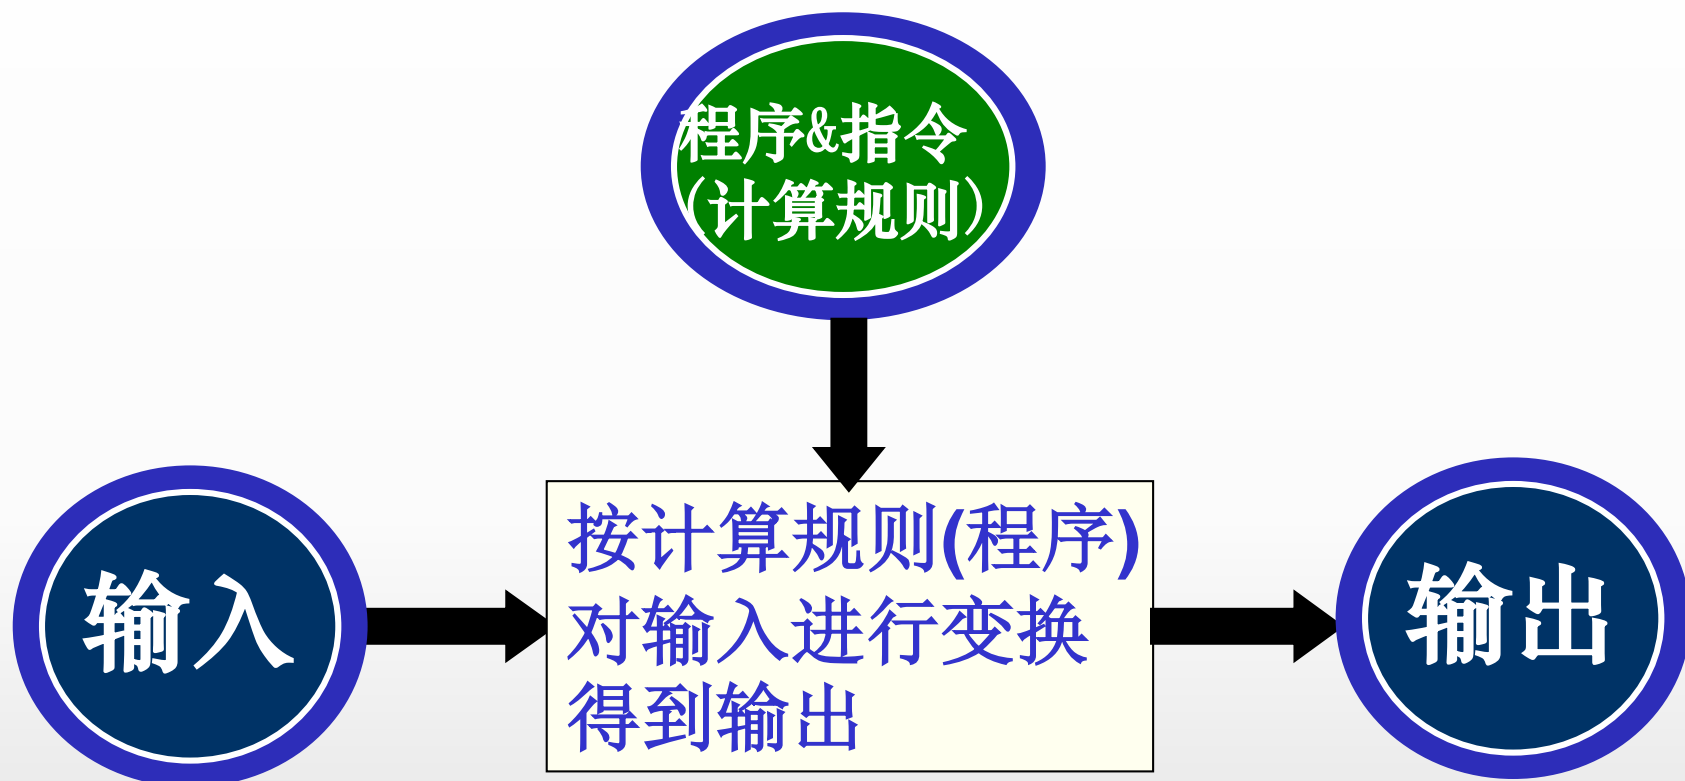 程序&指令
(计算规则)
输入
按计算规则(程序)
对输入进行变换
得到输出
输出